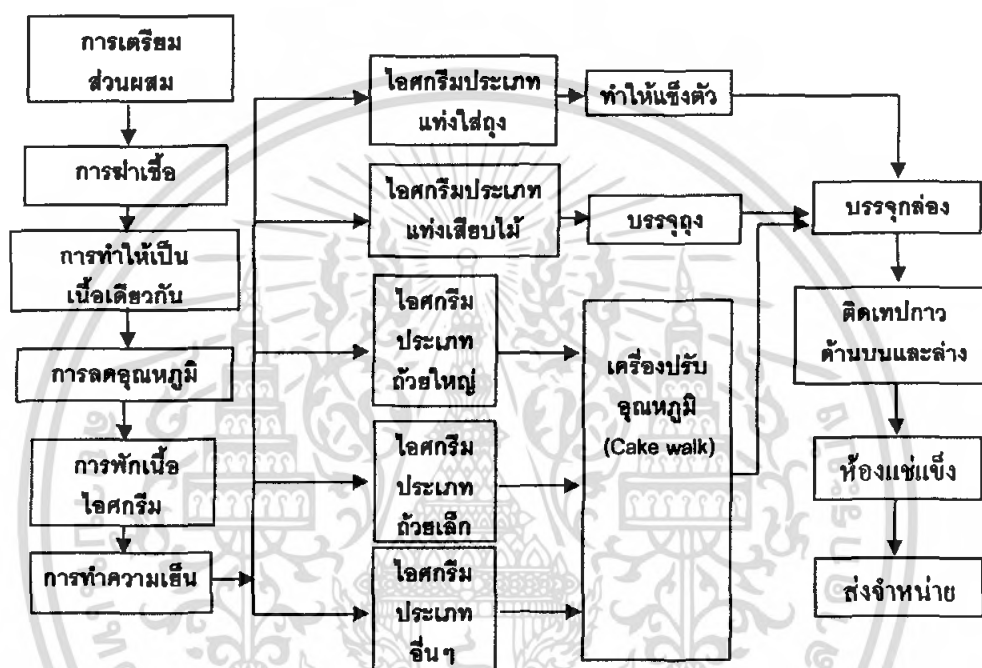 การเตรียม
ส่วนผสม
การฆ่าเชื้อ
การทำให้เป็น
เนื้อเดียวกัน
การลดอุณหภูมิ
การพักเนื้อ
ไอศกรีม
การทำความเย็น
ไอศกรีมประเภท
แท่งใส่ถุง
ทำให้แข็งตัว
ไอศกรีมประเภท
แท่งเสียบไม้
บรรจุถุง
ไอศกรีม
ประเภท
ถ้วยใหญ่
ไอศกรีม
ประเภท
ถ้วยเล็ก
ไอศกรีม
ประเภท
อื่นๆ
เครื่องปรับ
อุณหภูมิ
(Cake walk)
บรรจุกล่อง
ติดเทปกาว
ด้านบนและล่าง
ห้องแช่แข็ง
ส่งจำหน่าย